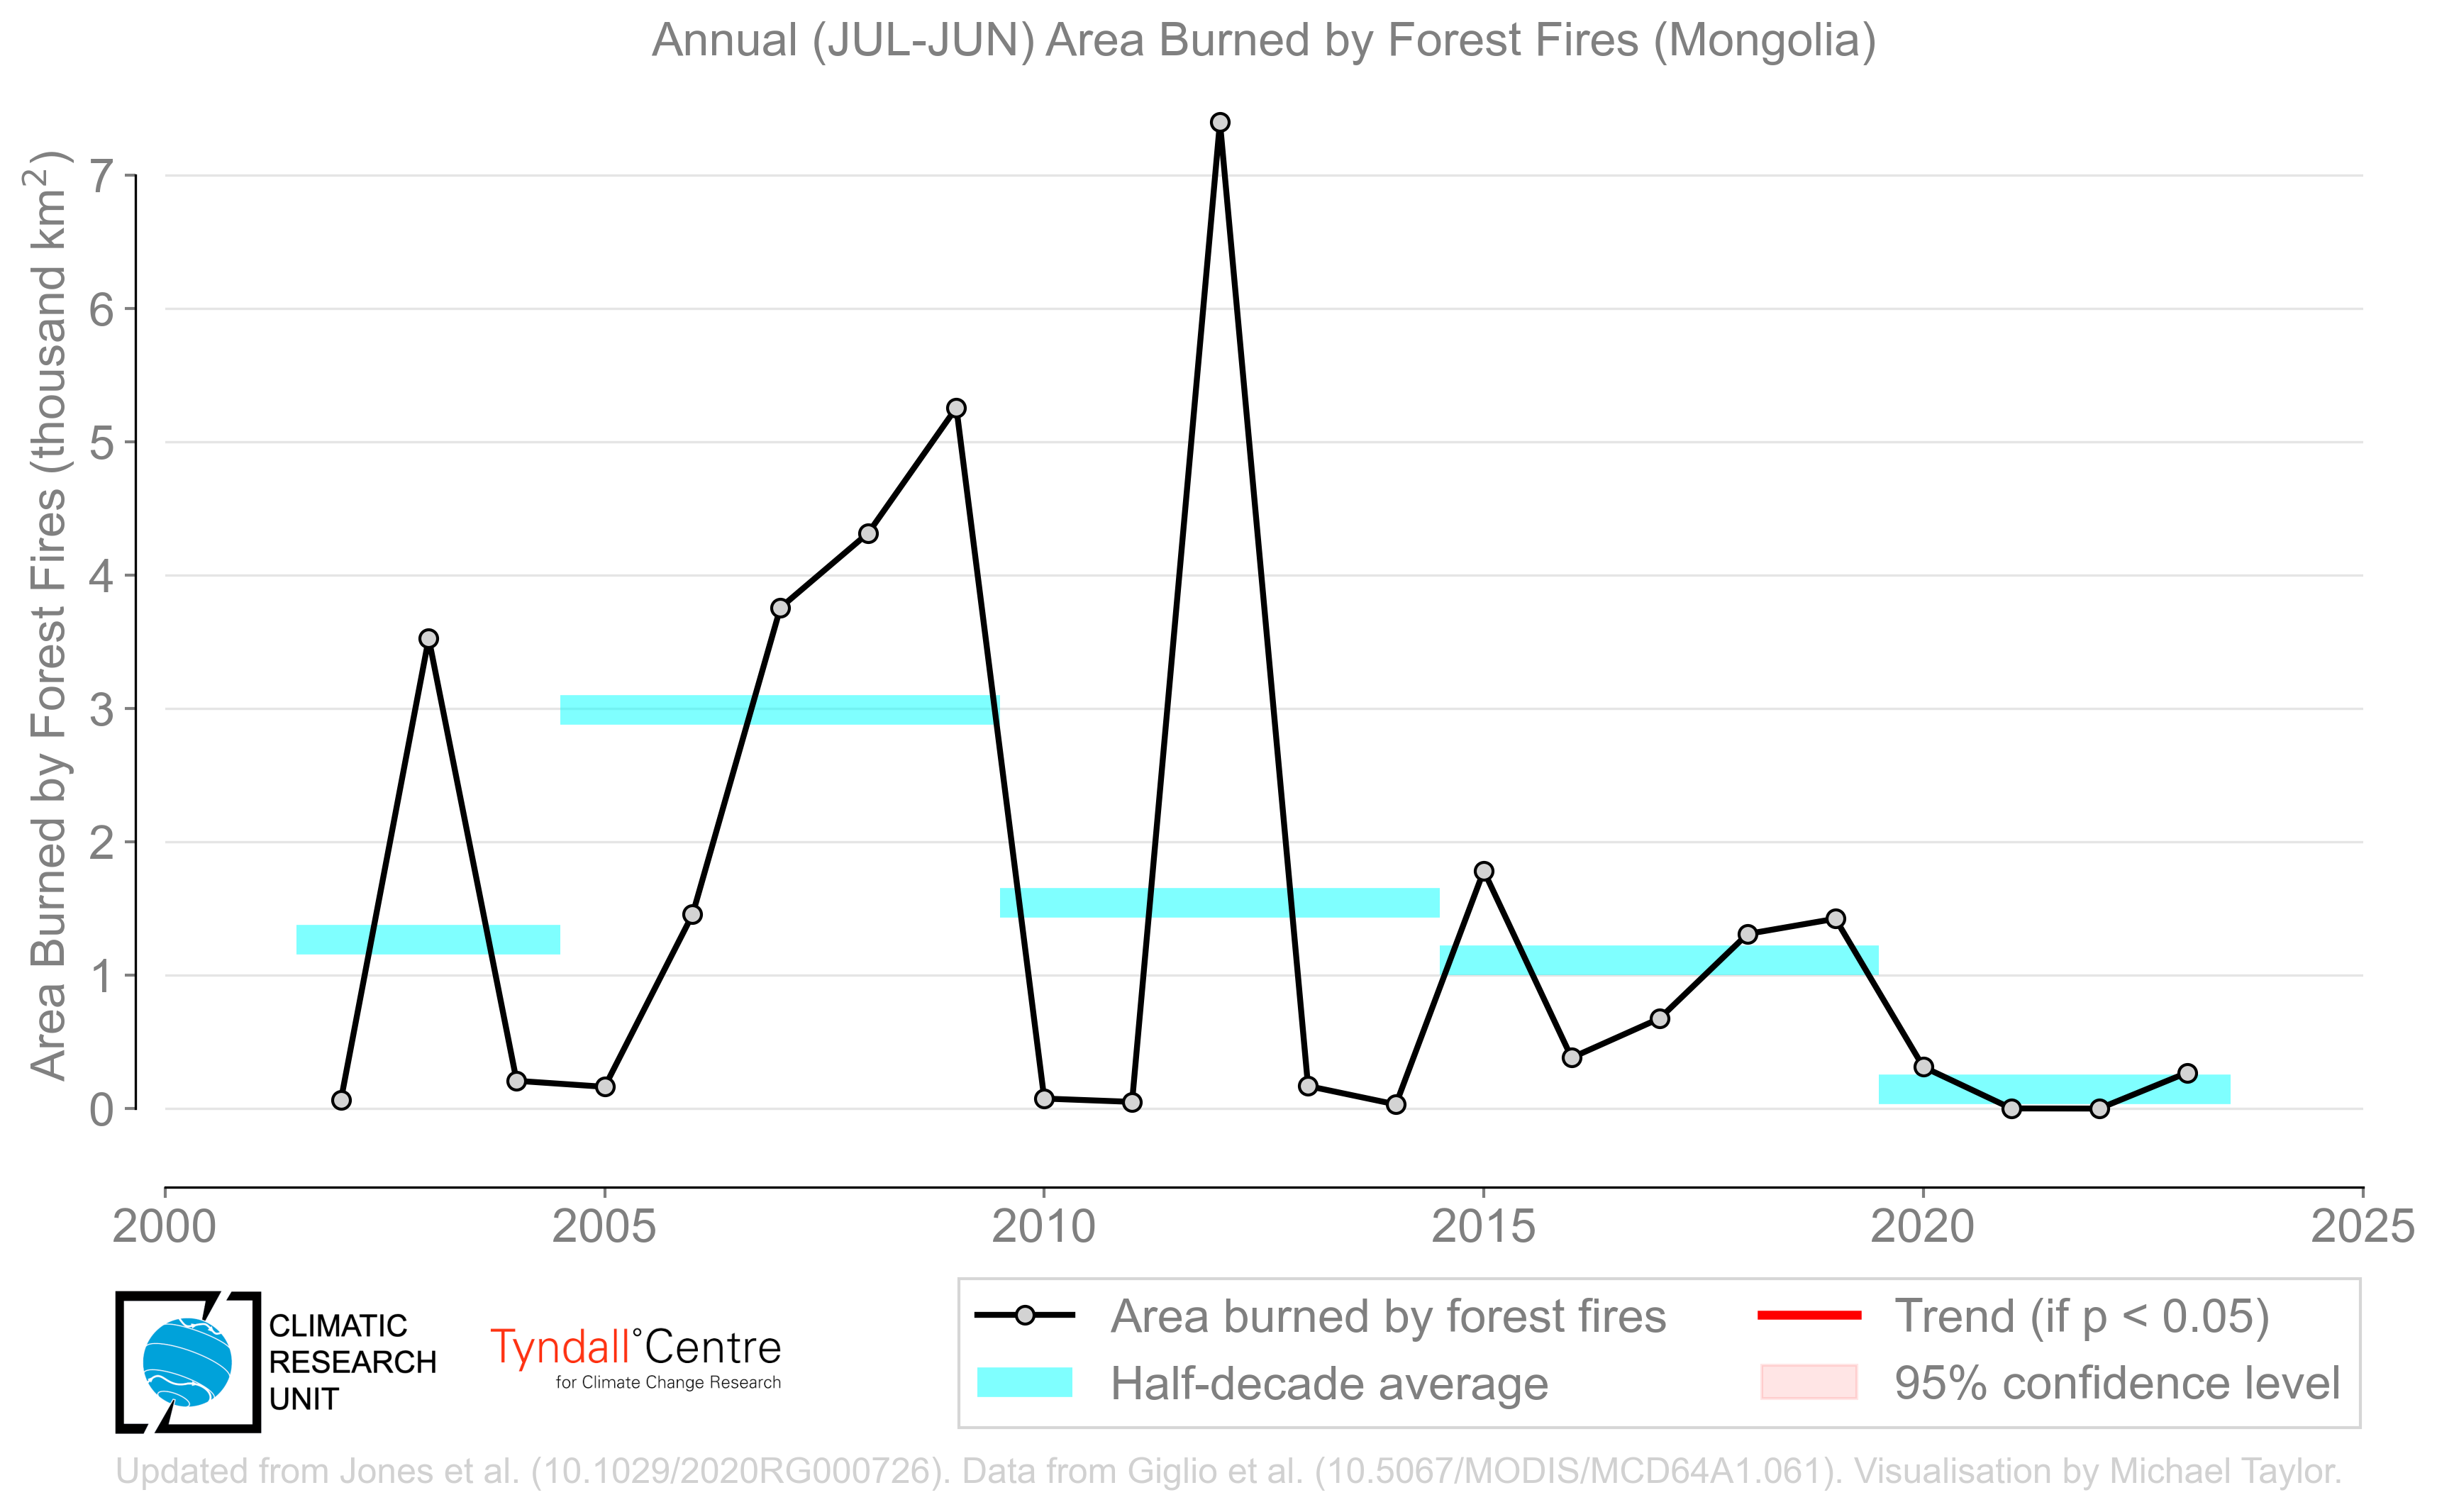 Annual (JUL-JUN) Area Burned by Forest Fires (Mongolia)
Area Burned by Forest Fires (thousand km²)
7
6
5
4
3
2
1
0
2000
2005
2010
2015
2020
2025
CLIMATIC
RESEARCH
UNIT
Tyndall°Centre
for Climate Change Research
Area burned by forest fires
Half-decade average
Trend (if p < 0.05)
95% confidence level
Updated from Jones et al. (10.1029/2020RG000726). Data from Giglio et al. (10.5067/MODIS/MCD64A1.061). Visualisation by Michael Taylor.